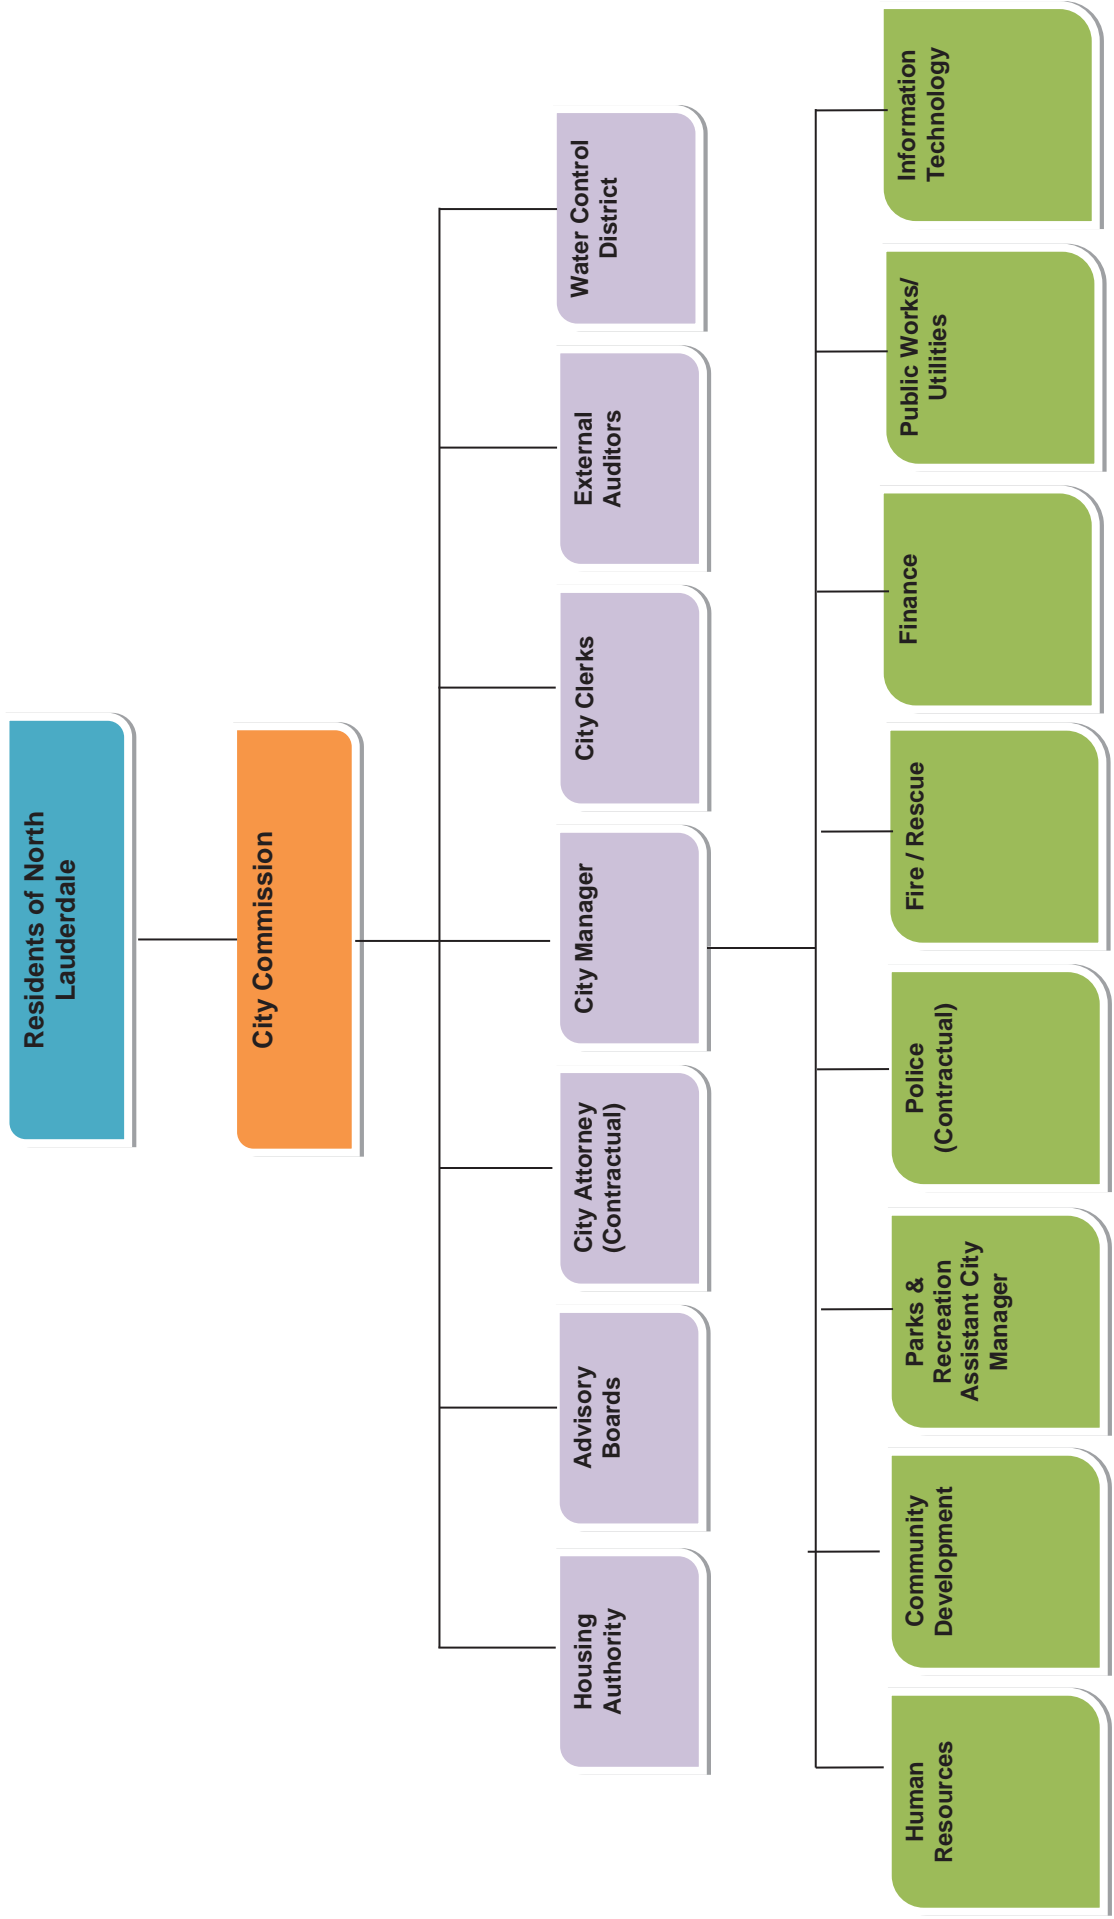 Residents of North
Lauderdale
City Commission
Housing
Authority
Advisory
Boards
City Attorney
(Contractual)
City Manager
City Clerks
External
Auditors
Water Control
District
Human
Resources
Community
Development
Parks &
Recreation
Assistant City
Manager
Police
(Contractual)
Fire / Rescue
Finance
Public Works/
Utilities
Information
Technology